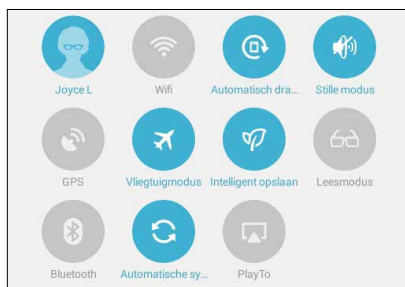 Joyce L Wifi Automatisch dra... Stille modus
GPS Vliegtuigmodus Intelligent opslaan Leesmodus
Bluetooth Automatische sy... PlayTo